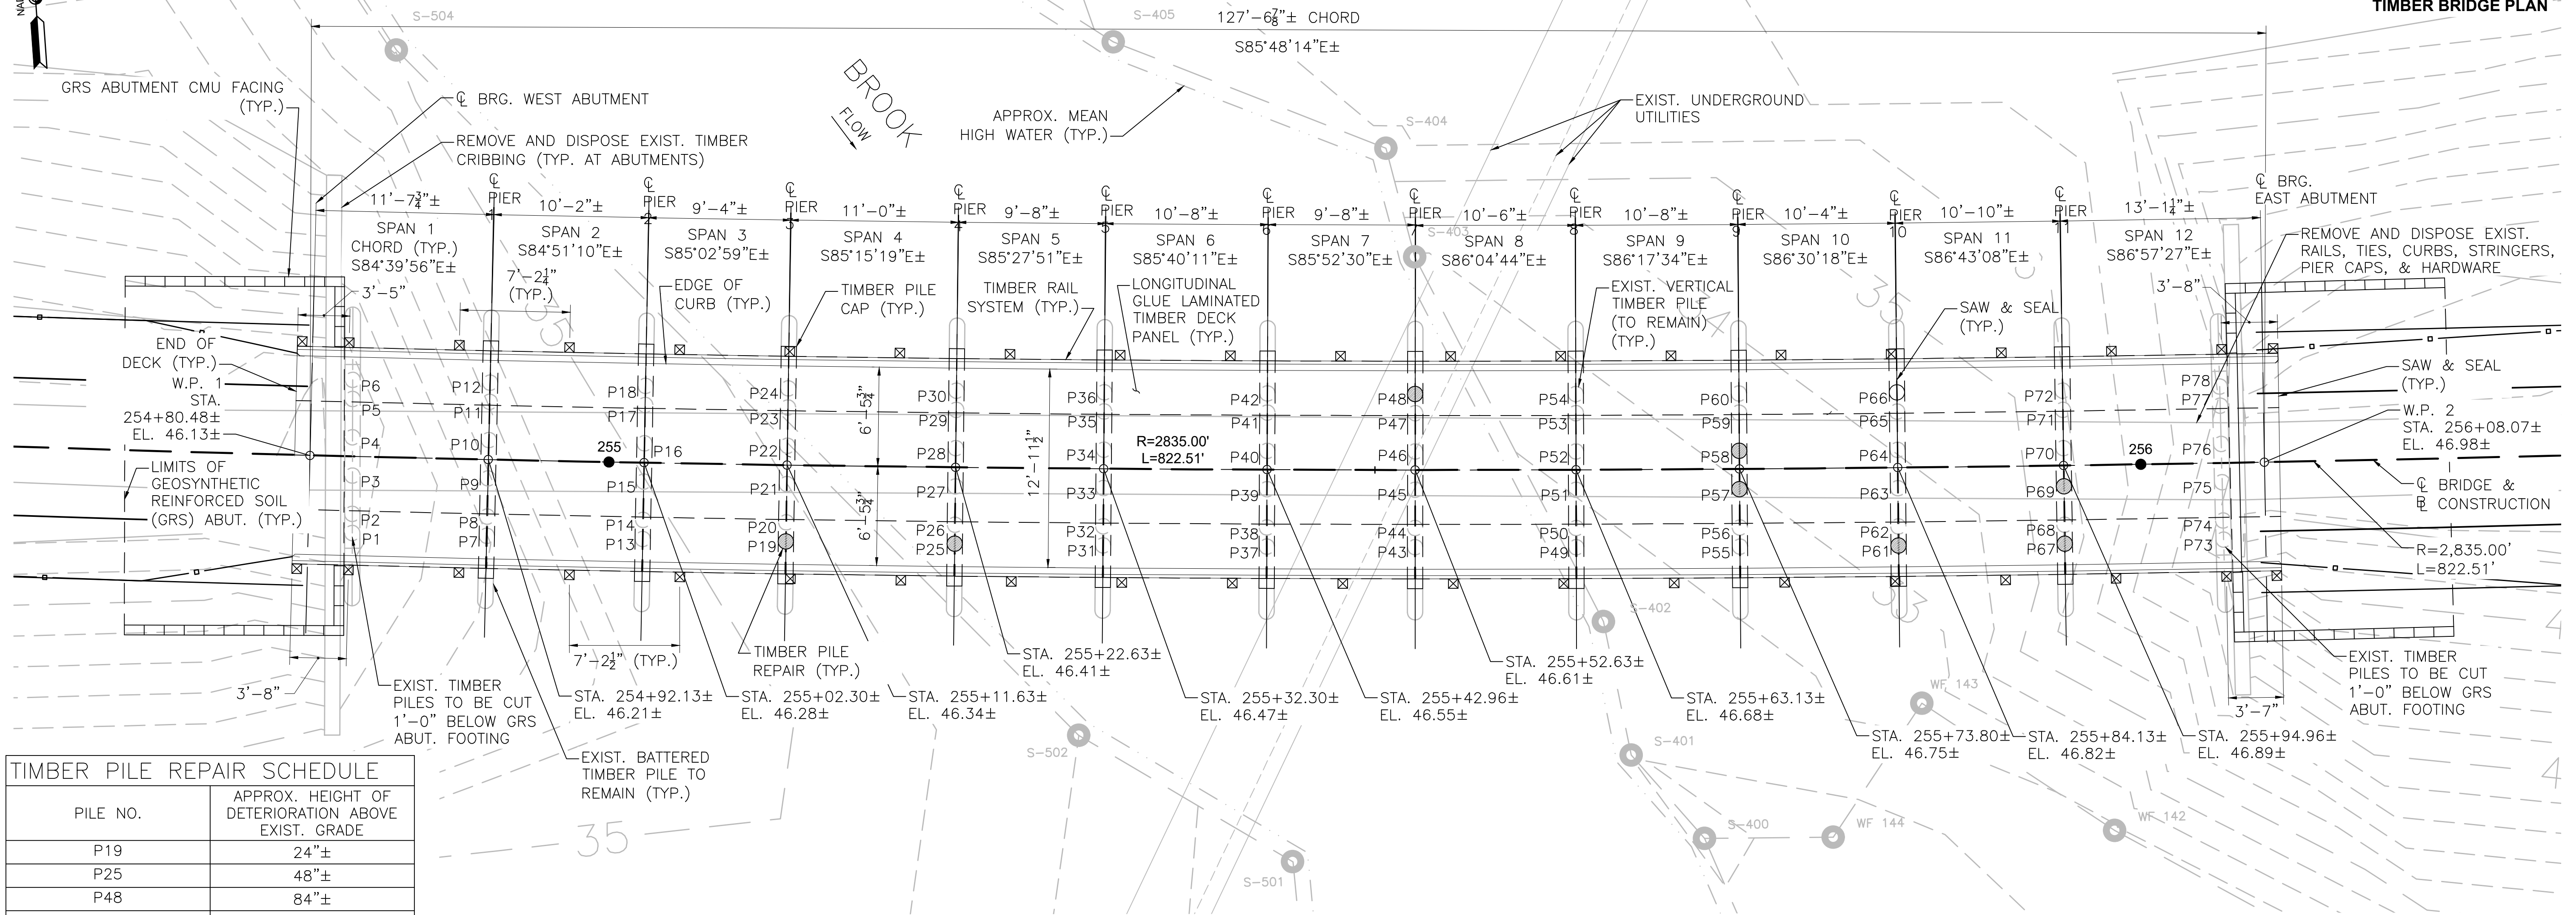 TIMBER BRIDGE PLAN
NAD
S-504
S-405
127'-6⅞"± CHORD
S85°48'14"E±
GRS ABUTMENT CMU FACING
(TYP.)
℄ BRG. WEST ABUTMENT
REMOVE AND DISPOSE EXIST. TIMBER
CRIBBING (TYP. AT ABUTMENTS)
BROOK
FLOW
APPROX. MEAN
HIGH WATER (TYP.)
S-404
EXIST. UNDERGROUND
UTILITIES
℄ BRG.
EAST ABUTMENT
11'-7¾"±
℄
PIER
1
10'-2"±
℄
PIER
2
9'-4"±
℄
PIER
3
11'-0"±
℄
PIER
4
9'-8"±
℄
PIER
5
10'-8"±
℄
PIER
6
9'-8"±
℄
PIER
7
10'-6"±
℄
PIER
8
10'-8"±
℄
PIER
9
10'-4"±
℄
PIER
10
10'-10"±
℄
PIER
11
13'-1¼"±
SPAN 1
CHORD (TYP.)
S84°39'56"E±
SPAN 2
S84°51'10"E±
SPAN 3
S85°02'59"E±
SPAN 4
S85°15'19"E±
SPAN 5
S85°27'51"E±
SPAN 6
S85°40'11"E±
SPAN 7
S85°52'30"E±
S-403
SPAN 8
S86°04'44"E±
SPAN 9
S86°17'34"E±
SPAN 10
S86°30'18"E±
SPAN 11
S86°43'08"E±
SPAN 12
S86°57'27"E±
REMOVE AND DISPOSE EXIST.
RAILS, TIES, CURBS, STRINGERS,
PIER CAPS, & HARDWARE
3'-5"
7'-2¼"
(TYP.)
35
EDGE OF
CURB (TYP.)
TIMBER PILE
CAP (TYP.)
TIMBER RAIL
SYSTEM (TYP.)
LONGITUDINAL
GLUE LAMINATED
TIMBER DECK
PANEL (TYP.)
EXIST. VERTICAL
TIMBER PILE
(TO REMAIN)
(TYP.)
34
35
SAW & SEAL
(TYP.)
3'-8"
END OF
DECK (TYP.)
W.P. 1
STA.
254+80.48±
EL. 46.13±
LIMITS OF
GEOSYNTHETIC
REINFORCED SOIL
(GRS) ABUT. (TYP.)
P6
P5
P4
P3
P2
P1
P12
P11
P10
P9
P8
P7
255
P18
P17
P16
P15
P14
P13
P24
P23
P22
P21
P20
P19
6'-5¾"
6'-5¾"
P30
P29
P28
P27
P26
P25
12'-11½"
P36
P35
P34
P33
P32
P31
R=2835.00'
L=822.51'
P42
P41
P40
P39
P38
P37
P48
P47
P46
P45
P44
P43
P54
P53
P52
P51
P50
P49
P60
P59
P58
P57
P56
P55
P66
P65
P64
P63
P62
P61
P72
P71
P70
P69
P68
P67
256
P78
P77
P76
P75
P74
P73
SAW & SEAL
(TYP.)
W.P. 2
STA. 256+08.07±
EL. 46.98±
℄ BRIDGE &
℄ CONSTRUCTION
R=2,835.00'
L=822.51'
33
S-402
3'-8"
EXIST. TIMBER
PILES TO BE CUT
1'-0" BELOW GRS
ABUT. FOOTING
7'-2½" (TYP.)
TIMBER PILE
REPAIR (TYP.)
EXIST. BATTERED
TIMBER PILE TO
REMAIN (TYP.)
STA. 254+92.13±
EL. 46.21±
STA. 255+02.30±
EL. 46.28±
STA. 255+11.63±
EL. 46.34±
STA. 255+22.63±
EL. 46.41±
STA. 255+32.30±
EL. 46.47±
STA. 255+42.96±
EL. 46.55±
STA. 255+52.63±
EL. 46.61±
STA. 255+63.13±
EL. 46.68±
STA. 255+73.80±
EL. 46.75±
STA. 255+84.13±
EL. 46.82±
STA. 255+94.96±
EL. 46.89±
3'-7"
EXIST. TIMBER
PILES TO BE CUT
1'-0" BELOW GRS
ABUT. FOOTING
WF 143
S-502
S-401
S-400
WF 144
WF 142
S-501
35
4
TIMBER PILE REPAIR SCHEDULE
PILE NO.
APPROX. HEIGHT OF
DETERIORATION ABOVE
EXIST. GRADE
P19 24"±
P25 48"±
P48 84"±